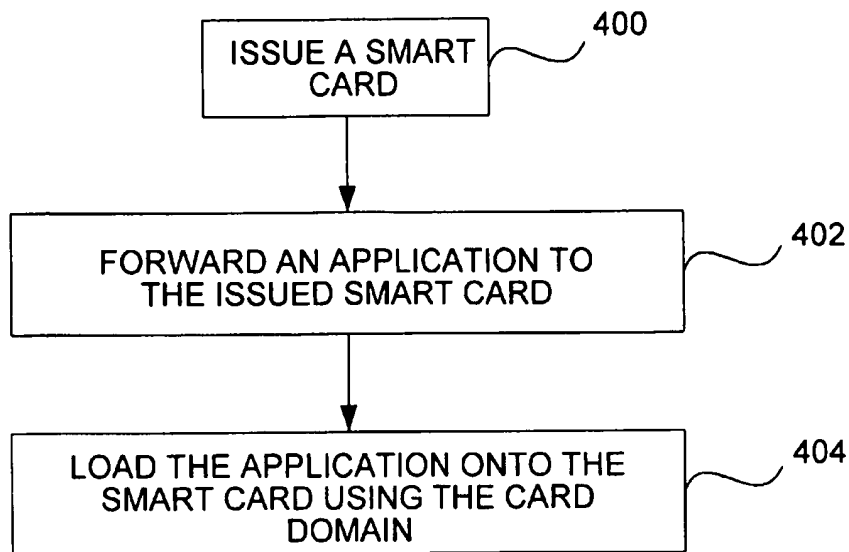 ISSUE A SMART
CARD
400
FORWARD AN APPLICATION TO
THE ISSUED SMART CARD
402
LOAD THE APPLICATION ONTO THE
SMART CARD USING THE CARD
DOMAIN
404